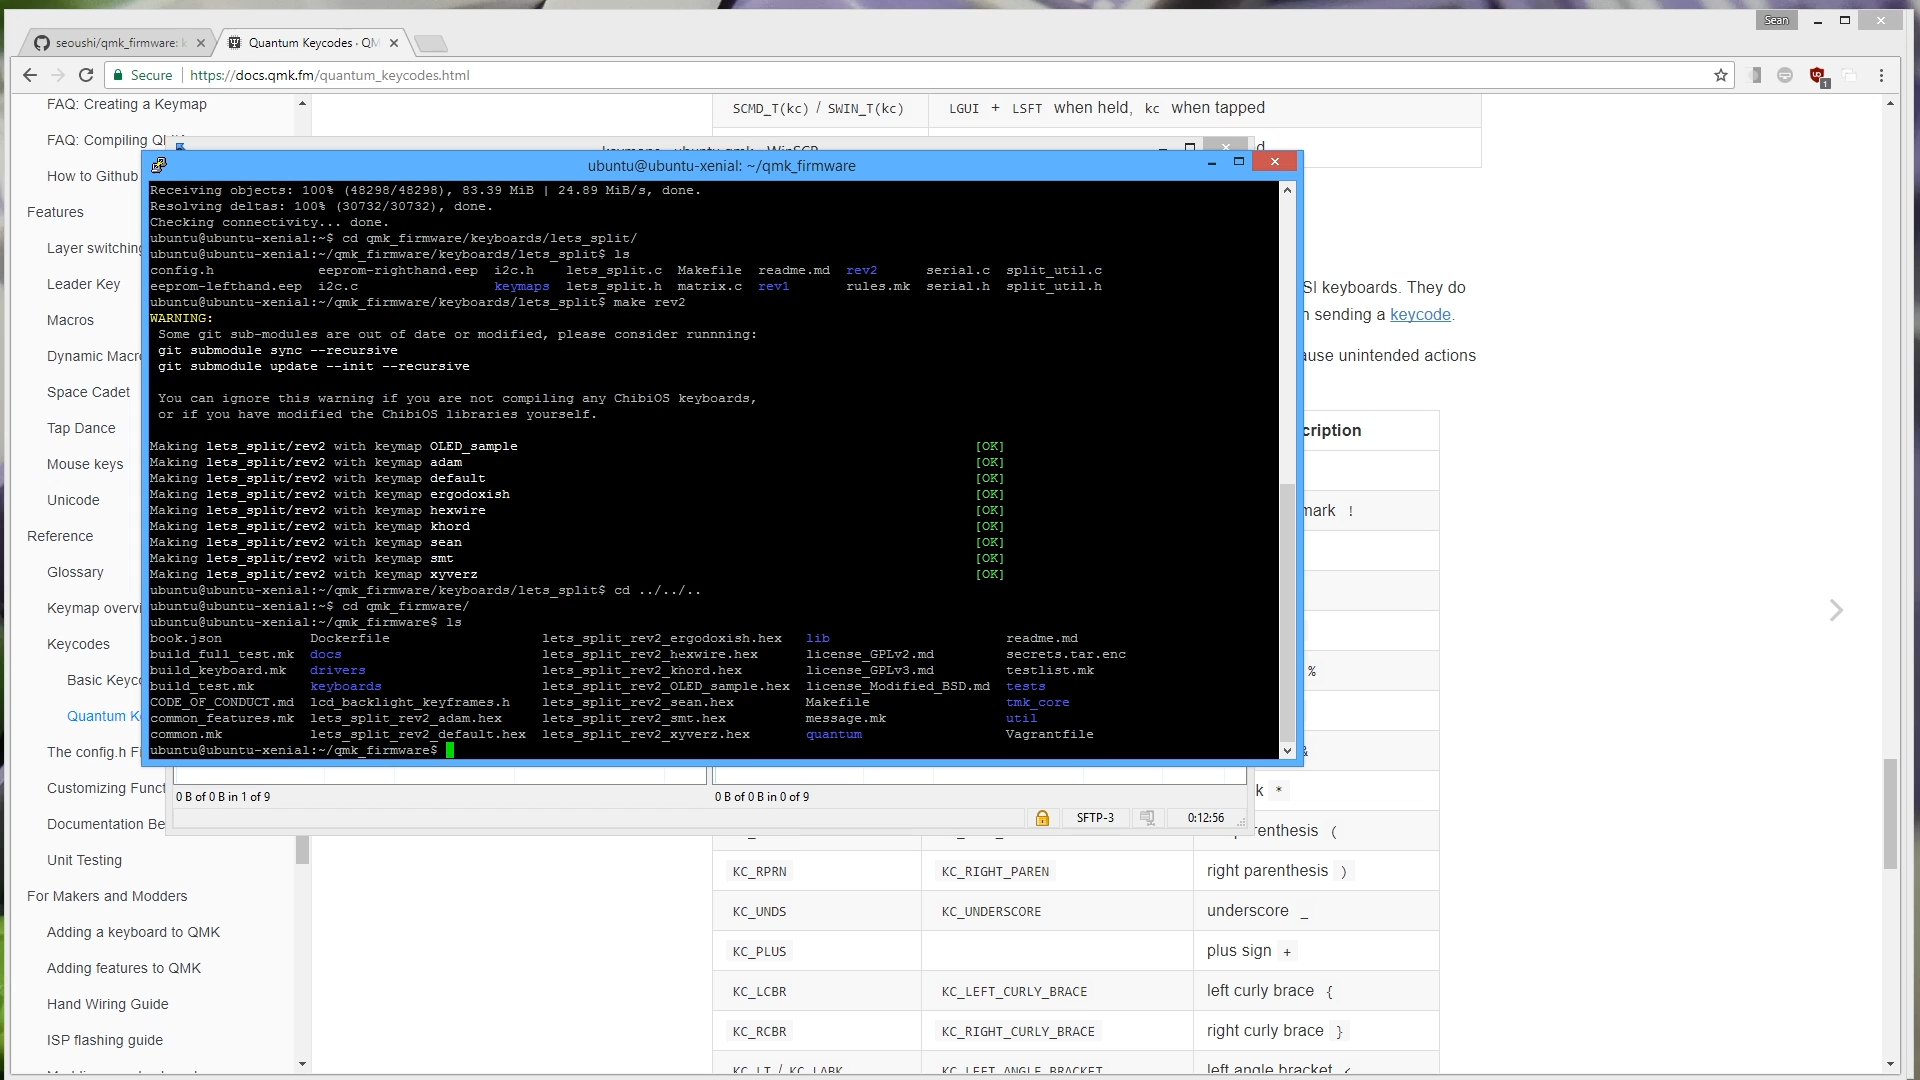 Sean
seoushi/qmk_firmware: k
Quantum Keycodes · QM
Secure
https://docs.qmk.fm/quantum_keycodes.html
1
FAQ: Creating a Keymap
FAQ: Compiling QM
How to Github
Features
Layer switching
Leader Key
Macros
Dynamic Macr
Space Cadet
Tap Dance
Mouse keys
Unicode
Reference
Glossary
Keymap overvi
Keycodes
Basic Keyc
Quantum K
The config.h Fi
Customizing Funct
Documentation Be
Unit Testing
For Makers and Modders
Adding a keyboard to QMK
Adding features to QMK
Hand Wiring Guide
ISP flashing guide
SCMD_T(kc) / SWIN_T(kc)
LGUI + LSFT when held, kc when tapped
d
keymaps - ubuntu-qmk - WinSCP
ubuntu@ubuntu-xenial: ~/qmk_firmware
Receiving objects: 100% (48298/48298), 83.39 MiB | 24.89 MiB/s, done.
Resolving deltas: 100% (30732/30732), done.
Checking connectivity... done.
ubuntu@ubuntu-xenial:~$ cd qmk_firmware/keyboards/lets_split/
ubuntu@ubuntu-xenial:~/qmk_firmware/keyboards/lets_split$ ls
config.h eeprom-righthand.eep i2c.h lets_split.c Makefile readme.md rev2 serial.c split_util.c
eeprom-lefthand.eep i2c.c keymaps lets_split.h matrix.c rev1 rules.mk serial.h split_util.h
ubuntu@ubuntu-xenial:~/qmk_firmware/keyboards/lets_split$ make rev2
WARNING:
Some git sub-modules are out of date or modified, please consider runnning:
git submodule sync --recursive
git submodule update --init --recursive
You can ignore this warning if you are not compiling any ChibiOS keyboards,
or if you have modified the ChibiOS libraries yourself.
Making lets_split/rev2 with keymap OLED_sample [OK]
Making lets_split/rev2 with keymap adam [OK]
Making lets_split/rev2 with keymap default [OK]
Making lets_split/rev2 with keymap ergodoxish [OK]
Making lets_split/rev2 with keymap hexwire [OK]
Making lets_split/rev2 with keymap khord [OK]
Making lets_split/rev2 with keymap sean [OK]
Making lets_split/rev2 with keymap smt [OK]
Making lets_split/rev2 with keymap xyverz [OK]
ubuntu@ubuntu-xenial:~/qmk_firmware/keyboards/lets_split$ cd ../../..
ubuntu@ubuntu-xenial:~$ cd qmk_firmware/
ubuntu@ubuntu-xenial:~/qmk_firmware$ ls
book.json Dockerfile lets_split_rev2_ergodoxish.hex lib readme.md
build_full_test.mk docs lets_split_rev2_hexwire.hex license_GPLv2.md secrets.tar.enc
build_keyboard.mk drivers lets_split_rev2_khord.hex license_GPLv3.md testlist.mk
build_test.mk keyboards lets_split_rev2_OLED_sample.hex license_Modified_BSD.md tests
CODE_OF_CONDUCT.md lcd_backlight_keyframes.h lets_split_rev2_sean.hex Makefile tmk_core
common_features.mk lets_split_rev2_adam.hex lets_split_rev2_smt.hex message.mk util
common.mk lets_split_rev2_default.hex lets_split_rev2_xyverz.hex quantum Vagrantfile
ubuntu@ubuntu-xenial:~/qmk_firmware$
SI keyboards. They do
n sending a keycode.
ause unintended actions
cription
mark !
%
&
k *
0 B of 0 B in 1 of 9
0 B of 0 B in 0 of 9
SFTP-3
0:12:56
enthesis (
KC_RPRN KC_RIGHT_PAREN right parenthesis )
KC_UNDS KC_UNDERSCORE underscore _
KC_PLUS plus sign +
KC_LCBR KC_LEFT_CURLY_BRACE left curly brace {
KC_RCBR KC_RIGHT_CURLY_BRACE right curly brace }
KC_LT / KC_LABK KC_LEFT_ANGLE_BRACKET left angle bracket <